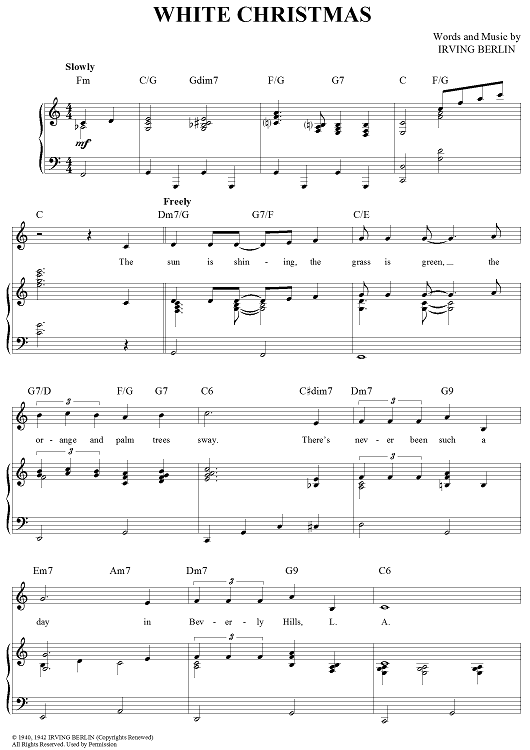 WHITE CHRISTMAS
Words and Music by
IRVING BERLIN
Slowly
Fm C/G Gdim7 F/G G7 C F/G
mf
Freely
C Dm7/G G7/F C/E
The sun is shin - ing, the grass is green, the
G7/D F/G G7 C6 C♯dim7 Dm7 G9
3 3
or - ange and palm trees sway. There's nev - er been such a
3 3
Em7 Am7 Dm7 G9 C6
3
day in Bev - er - ly Hills, L. A.
3
© 1940, 1942 IRVING BERLIN (Copyrights Renewed)
All Rights Reserved. Used by Permission